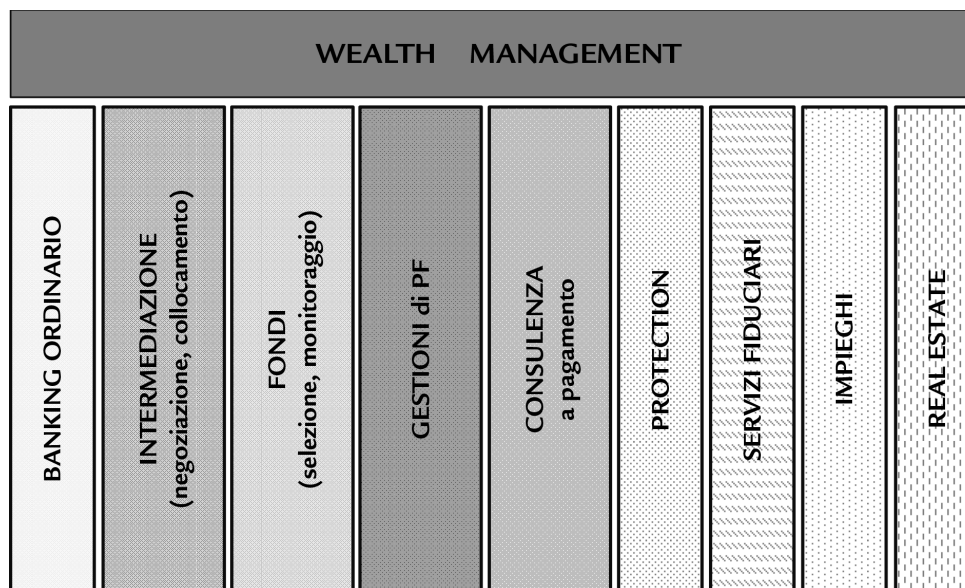 WEALTH MANAGEMENT
BANKING ORDINARIO
INTERMEDIAZIONE
(negoziazione, collocamento)
FONDI
(selezione, monitoraggio)
GESTIONI di PF
CONSULENZA
a pagamento
PROTECTION
SERVIZI FIDUCIARI
IMPIEGHI
REAL ESTATE